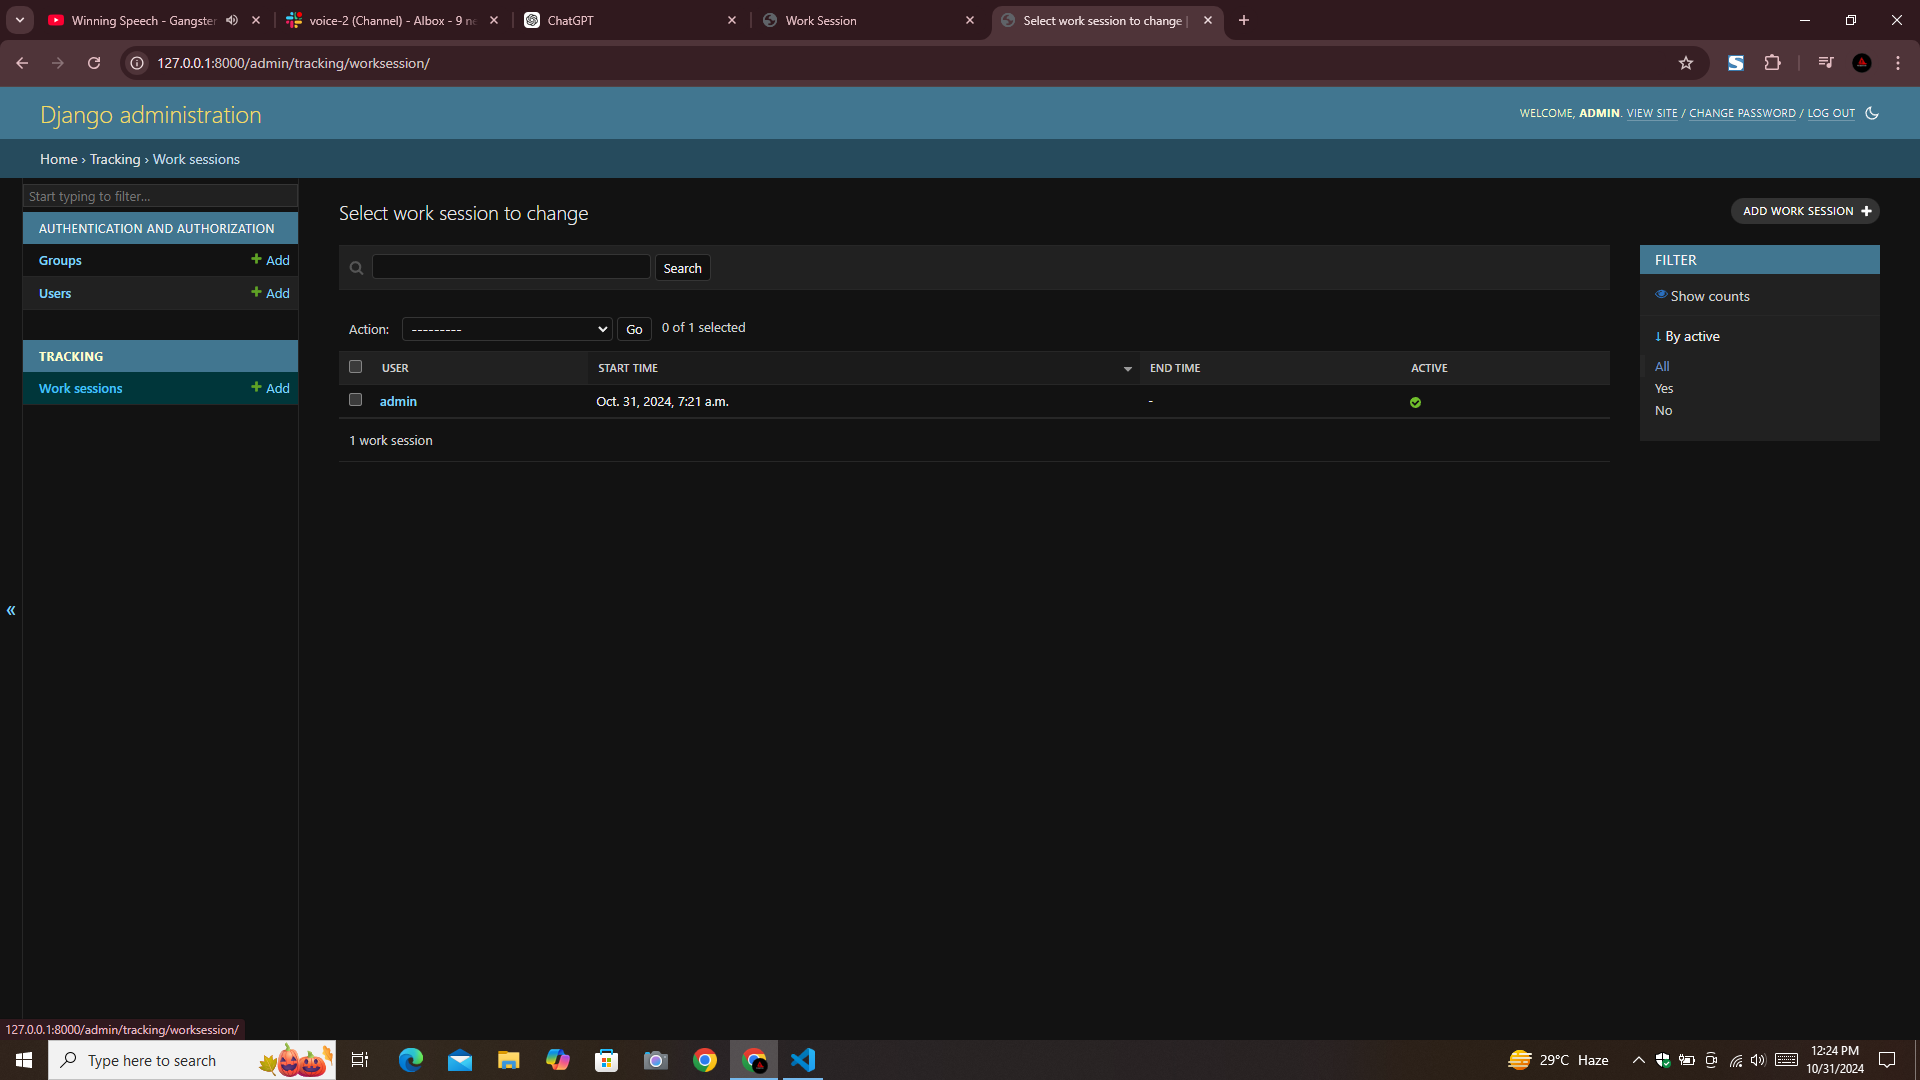 Winning Speech - Gangster
voice-2 (Channel) - AIbox - 9 ne
ChatGPT
Work Session
Select work session to change |
127.0.0.1:8000/admin/tracking/worksession/
Django administration
WELCOME, ADMIN. VIEW SITE / CHANGE PASSWORD / LOG OUT
Home › Tracking › Work sessions
Start typing to filter...
AUTHENTICATION AND AUTHORIZATION
Groups + Add
Users + Add
TRACKING
Work sessions + Add
«
Select work session to change
ADD WORK SESSION +
Search
Action: --------- Go 0 of 1 selected
USER START TIME END TIME ACTIVE
admin Oct. 31, 2024, 7:21 a.m. -
1 work session
FILTER
Show counts
↓ By active
All
Yes
No
127.0.0.1:8000/admin/tracking/worksession/
Type here to search
29°C Haze
12:24 PM
10/31/2024